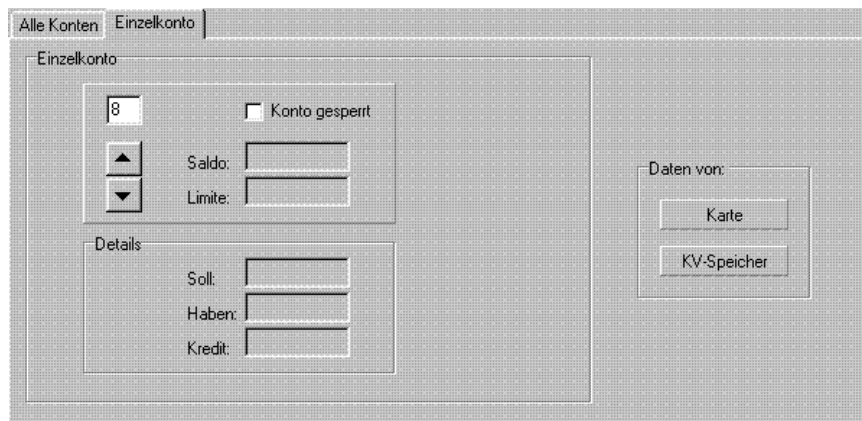 Alle Konten Einzelkonto
Einzelkonto
8 Konto gesperrt
Saldo:
Limite:
Details
Soll:
Haben:
Kredit:
Daten von:
Karte
KV-Speicher